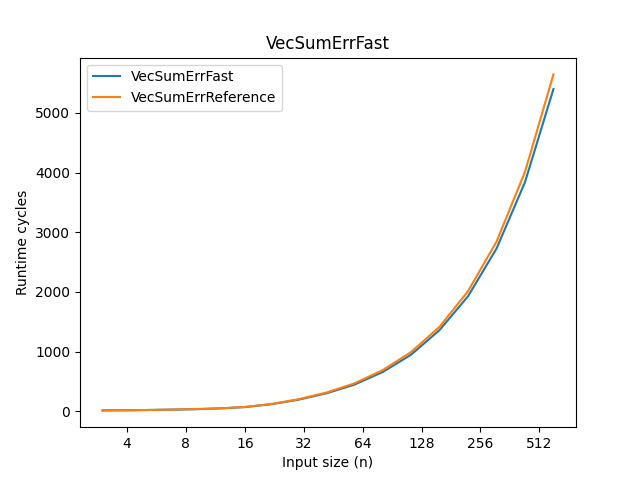 VecSumErrFast
VecSumErrFast
VecSumErrReference
Runtime cycles
5000
4000
3000
2000
1000
0
4 8 16 32 64 128 256 512
Input size (n)